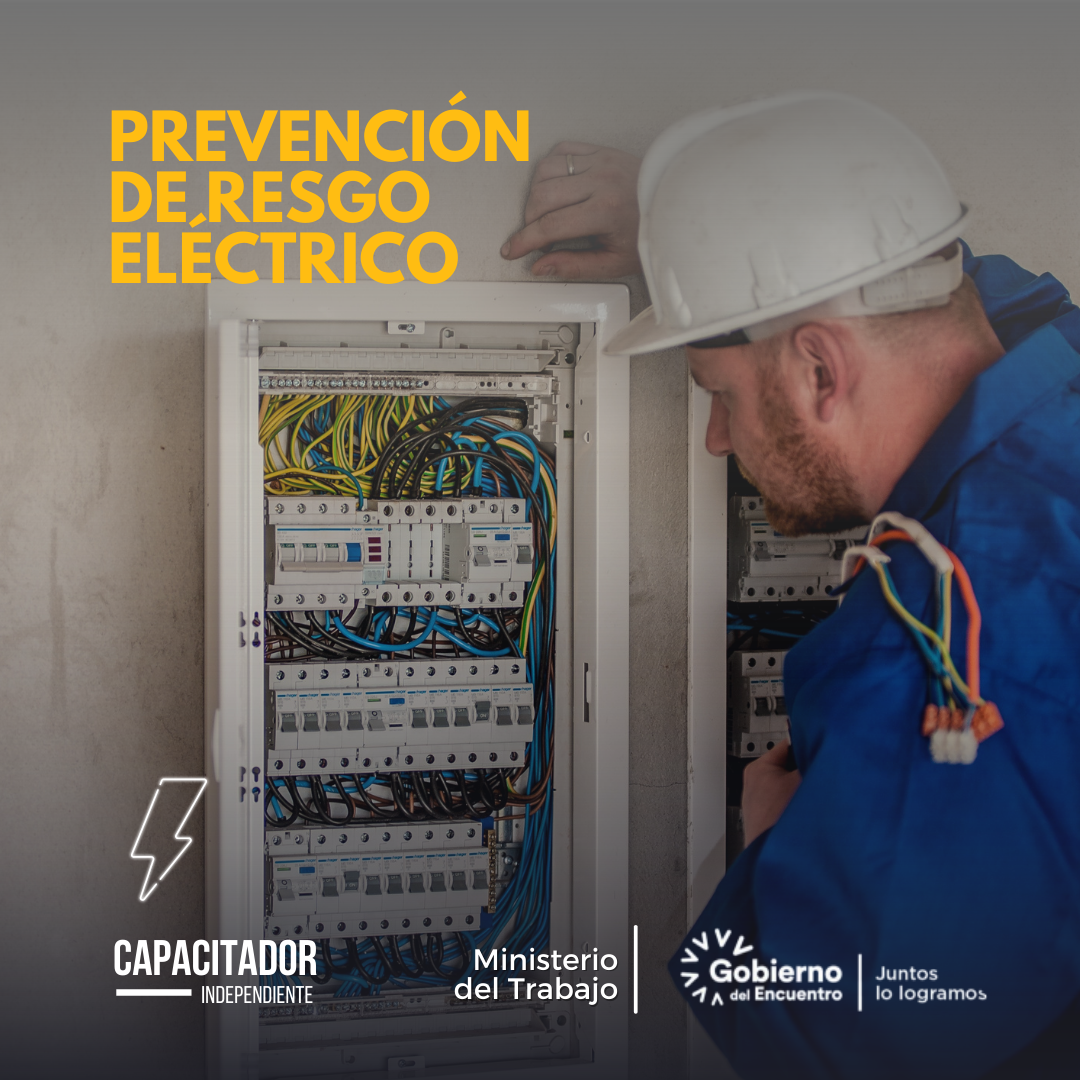 PREVENCIÓN
DE RESGO
ELÉCTRICO
CAPACITADOR
INDEPENDIENTE
Ministerio
del Trabajo
Gobierno
del Encuentro
Juntos
lo logramos